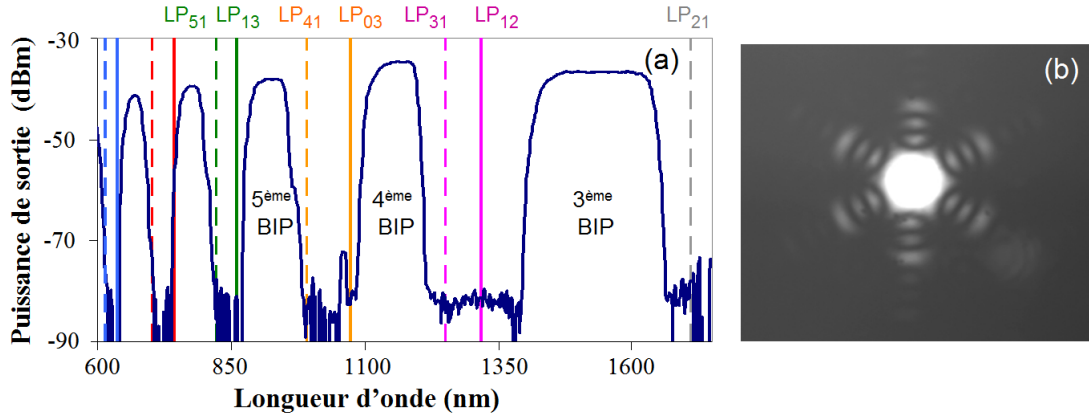 LP51 LP13 LP41 LP03 LP31 LP12 LP21
(a)
(b)
Puissance de sortie (dBm)
-30
-50
-70
-90
5ème
BIP
4ème
BIP
3ème
BIP
600 850 1100 1350 1600
Longueur d'onde (nm)